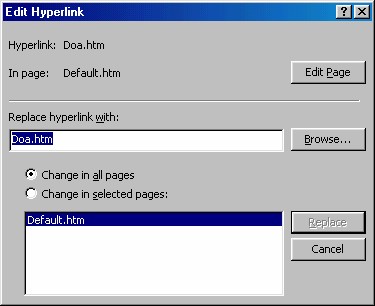 Edit Hyperlink
Hyperlink: Doa.htm
In page: Default.htm
Edit Page
Replace hyperlink with:
Doa.htm
Browse...
Change in all pages
Change in selected pages:
Default.htm
Replace
Cancel